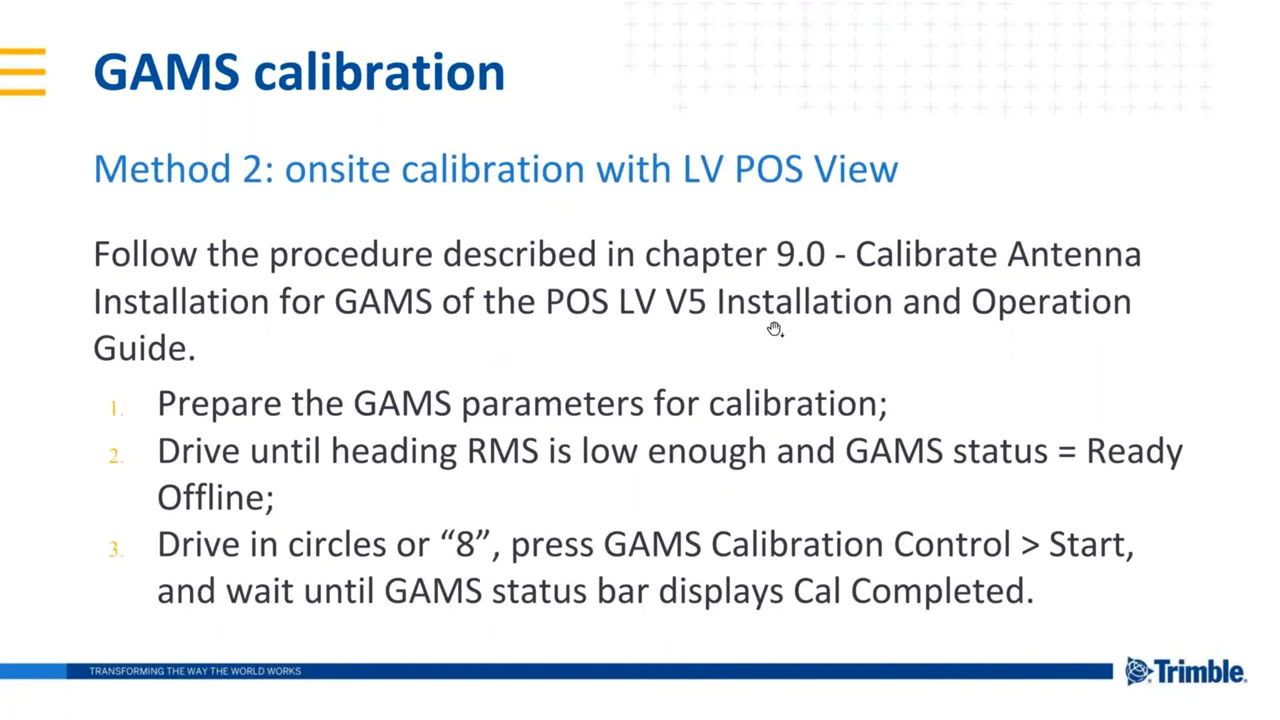 GAMS calibration
Method 2: onsite calibration with LV POS View
Follow the procedure described in chapter 9.0 - Calibrate Antenna
Installation for GAMS of the POS LV V5 Installation and Operation
Guide.
1. Prepare the GAMS parameters for calibration;
2. Drive until heading RMS is low enough and GAMS status = Ready
Offline;
3. Drive in circles or “8”, press GAMS Calibration Control > Start,
and wait until GAMS status bar displays Cal Completed.
TRANSFORMING THE WAY THE WORLD WORKS
Trimble